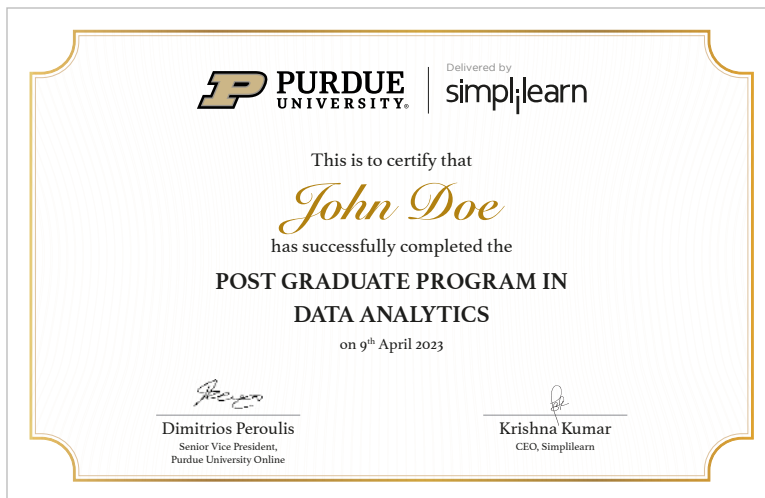 PURDUE
UNIVERSITY®
Delivered by
simplilearn
This is to certify that
John Doe
has successfully completed the
POST GRADUATE PROGRAM IN
DATA ANALYTICS
on 9th April 2023
Dimitrios Peroulis
Senior Vice President,
Purdue University Online
Krishna Kumar
CEO, Simplilearn